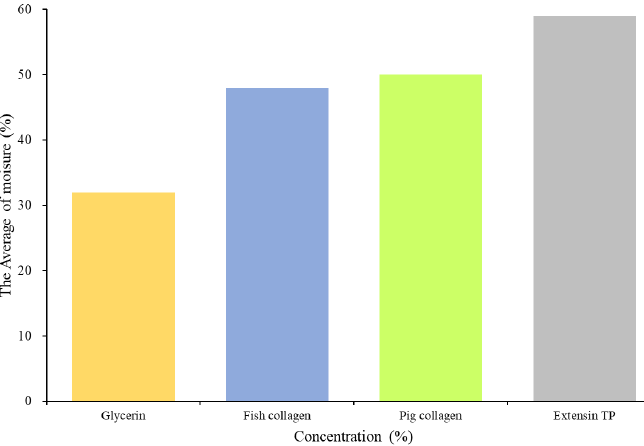 The Average of moisure (%)
60
50
40
30
20
10
0
Glycerin
Fish collagen
Pig collagen
Extensin TP
Concentration (%)